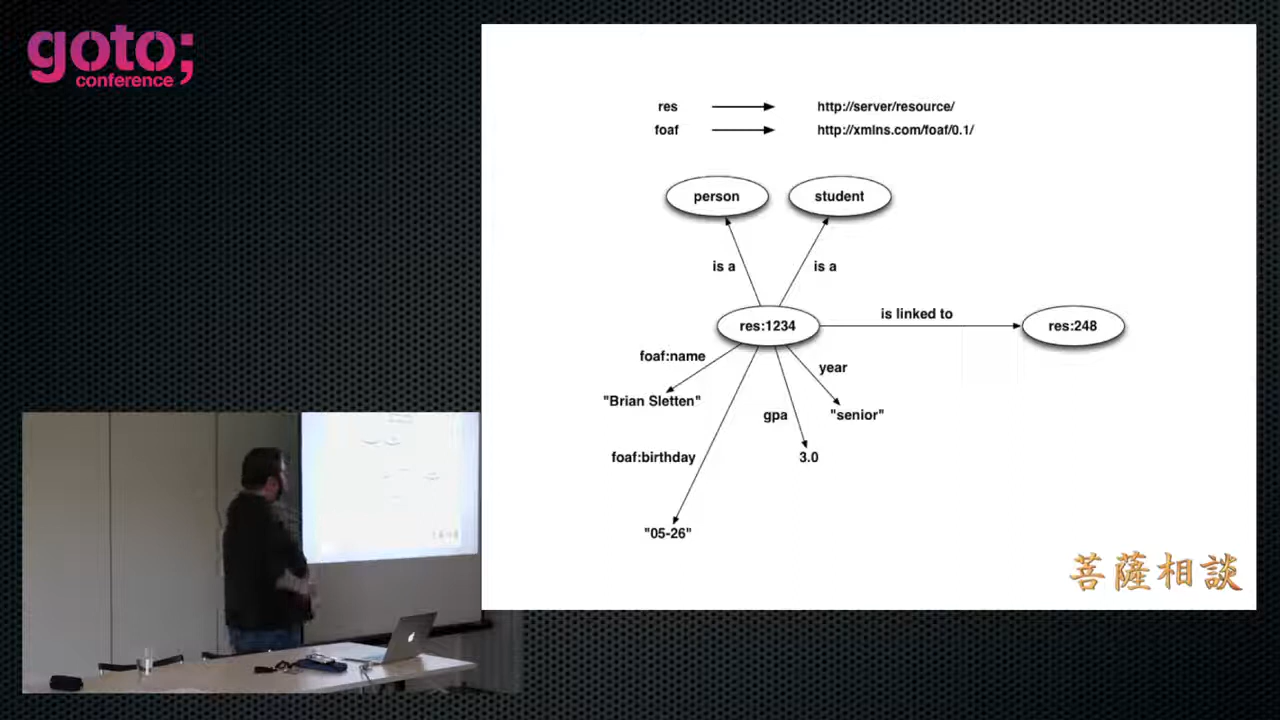 goto;
conference
res http://server/resource/
foaf http://xmlns.com/foaf/0.1/
person student
is a is a
is linked to
res:1234 res:248
foaf:name
year
"Brian Sletten"
gpa "senior"
foaf:birthday 3.0
"05-26"
菩薩相談